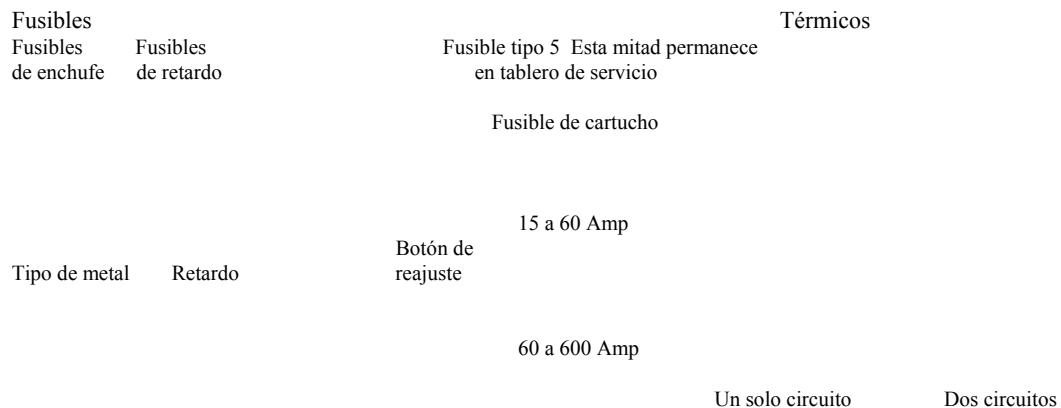 Fusibles Térmicos
Fusibles Fusibles Fusible tipo 5 Esta mitad permanece
de enchufe de retardo en tablero de servicio
Fusible de cartucho
15 a 60 Amp
Botón de
Tipo de metal Retardo reajuste
60 a 600 Amp
Un solo circuito Dos circuitos